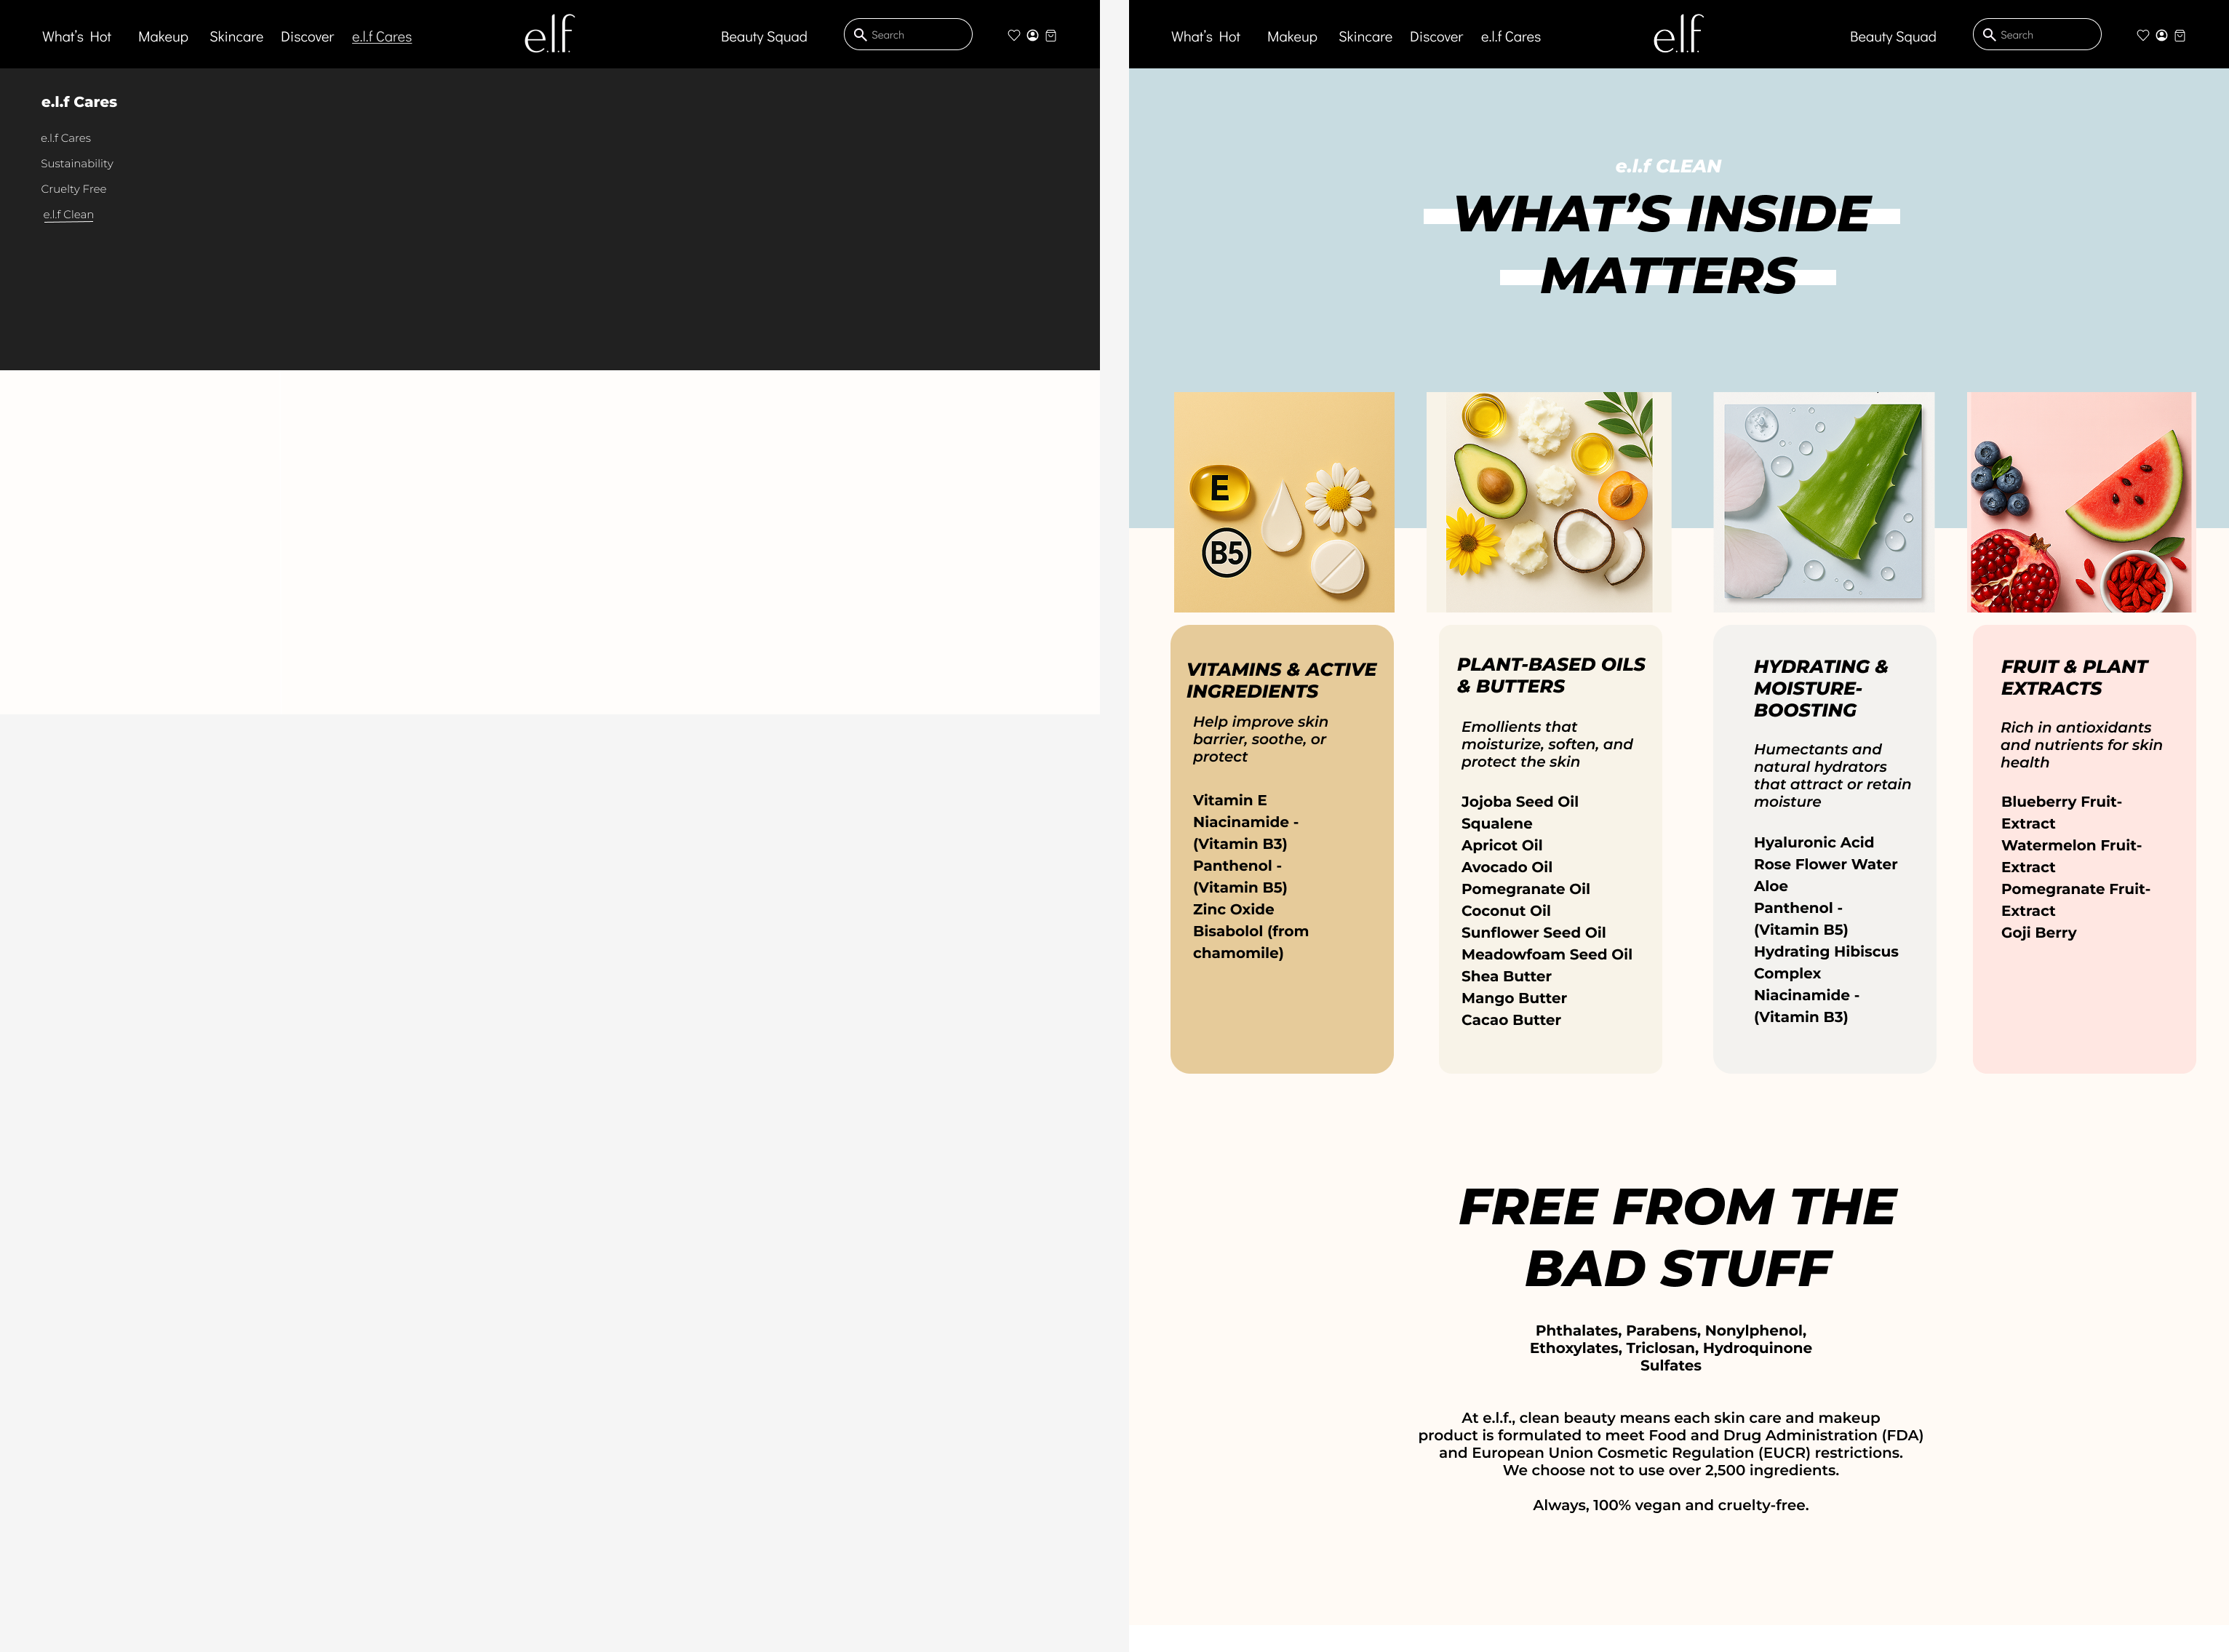 What's Hot Makeup Skincare Discover e.l.f Cares
e.l.f.
Beauty Squad
Search
e.l.f Cares
e.l.f Cares
Sustainability
Cruelty Free
e.l.f Clean
What's Hot Makeup Skincare Discover e.l.f Cares
e.l.f.
Beauty Squad
Search
e.l.f CLEAN
WHAT'S INSIDE
MATTERS
E
B5
VITAMINS & ACTIVE
INGREDIENTS
Help improve skin
barrier, soothe, or
protect
Vitamin E
Niacinamide -
(Vitamin B3)
Panthenol -
(Vitamin B5)
Zinc Oxide
Bisabolol (from
chamomile)
PLANT-BASED OILS
& BUTTERS
Emollients that
moisturize, soften, and
protect the skin
Jojoba Seed Oil
Squalene
Apricot Oil
Avocado Oil
Pomegranate Oil
Coconut Oil
Sunflower Seed Oil
Meadowfoam Seed Oil
Shea Butter
Mango Butter
Cacao Butter
HYDRATING &
MOISTURE-
BOOSTING
Humectants and
natural hydrators
that attract or retain
moisture
Hyaluronic Acid
Rose Flower Water
Aloe
Panthenol -
(Vitamin B5)
Hydrating Hibiscus
Complex
Niacinamide -
(Vitamin B3)
FRUIT & PLANT
EXTRACTS
Rich in antioxidants
and nutrients for skin
health
Blueberry Fruit-
Extract
Watermelon Fruit-
Extract
Pomegranate Fruit-
Extract
Goji Berry
FREE FROM THE
BAD STUFF
Phthalates, Parabens, Nonylphenol,
Ethoxylates, Triclosan, Hydroquinone
Sulfates
At e.l.f., clean beauty means each skin care and makeup
product is formulated to meet Food and Drug Administration (FDA)
and European Union Cosmetic Regulation (EUCR) restrictions.
We choose not to use over 2,500 ingredients.
Always, 100% vegan and cruelty-free.